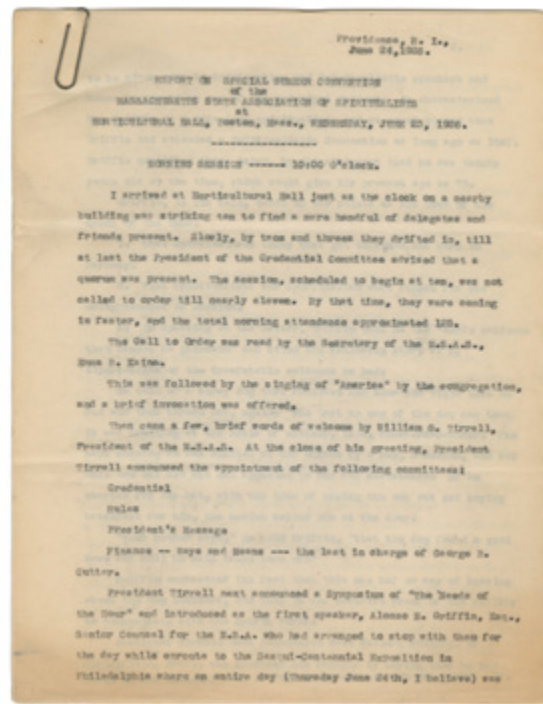 Providence, R. I.,
June 24, 1926.
REPORT ON SPECIAL SUMMER CONVENTION
of the
MASSACHUSETTS STATE ASSOCIATION OF SPIRITUALISTS
at
HORTICULTURAL HALL, Boston, Mass., WEDNESDAY, JUNE 23, 1926.
-----------------
MORNING SESSION ------ 10:00 O'clock.
I arrived at Horticultural Hall just as the clock on a nearby
building was striking ten to find a mere handful of delegates and
friends present. Slowly, by twos and threes they drifted in, till
at last the President of the Credential Committee advised that a
quorum was present. The session, scheduled to begin at ten, was not
called to order till nearly eleven. By that time, they were coming
in faster, and the total morning attendance approximated 125.
The Call to Order was read by the Secretary of the M.S.A.S.,
This was followed by the singing of "America" by the congregation,
and a brief invocation was offered.
Then came a few, brief words of welcome by William S. Tirrell,
President of the M.S.A.S. At the close of his greeting, President
Tirrell announced the appointment of the following committees:
Credential
Rules
President's Message
Finance -- Ways and Means --- the last in charge of George B.
Cutter.
President Tirrell next announced a Symposium of "The Needs of
the Hour" and introduced as the first speaker, Alonzo M. Griffin, Esq.,
Senior Counsel for the N.S.A. who had arranged to stop with them for
the day while enroute to the Sesqui-Centennial Exposition in
Philadelphia where an entire day (Thursday June 24th, I believe) was